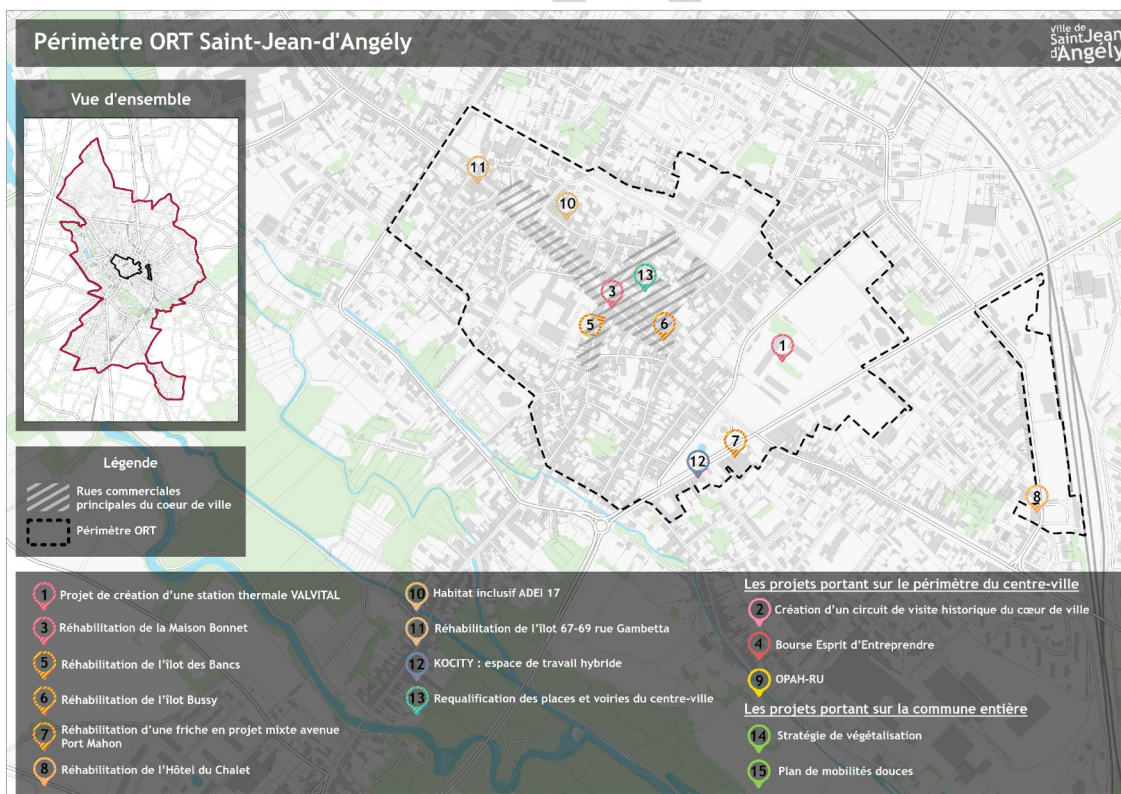 Périmètre ORT Saint-Jean-d'Angély
Ville de
Saint Jean
d'Angély
Vue d'ensemble
11
10
13
3
5
6
1
7
12
8
Légende
Rues commerciales
principales du coeur de ville
Périmètre ORT
1 Projet de création d'une station thermale VALVITAL
3 Réhabilitation de la Maison Bonnet
5 Réhabilitation de l'îlot des Bancs
6 Réhabilitation de l'îlot Bussy
7 Réhabilitation d'une friche en projet mixte avenue
Port Mahon
8 Réhabilitation de l'Hôtel du Chalet
10 Habitat inclusif ADEI 17
11 Réhabilitation de l'îlot 67-69 rue Gambetta
12 KOCITY : espace de travail hybride
13 Requalification des places et voiries du centre-ville
Les projets portant sur le périmètre du centre-ville
2 Création d'un circuit de visite historique du cœur de ville
4 Bourse Esprit d'Entreprendre
9 OPAH-RU
Les projets portant sur la commune entière
14 Stratégie de végétalisation
15 Plan de mobilités douces